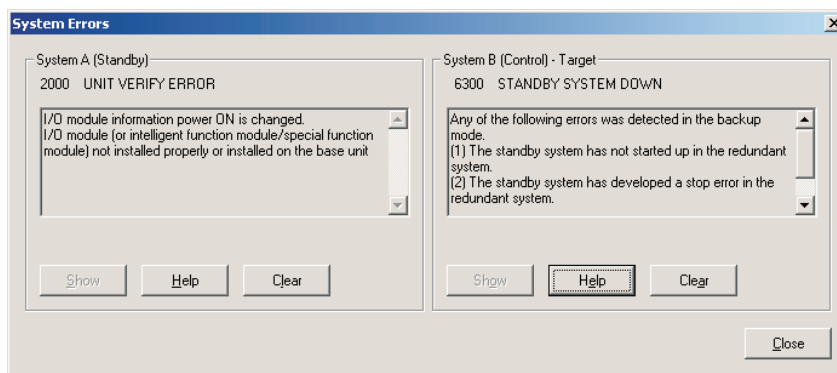 System Errors
System A (Standby)
2000 UNIT VERIFY ERROR
I/O module information power ON is changed.
I/O module (or intelligent function module/special function
module) not installed properly or installed on the base unit
Show
Help
Clear
System B (Control) - Target
6300 STANDBY SYSTEM DOWN
Any of the following errors was detected in the backup
mode.
(1) The standby system has not started up in the redundant
system.
(2) The standby system has developed a stop error in the
redundant system.
Show
Help
Clear
Close